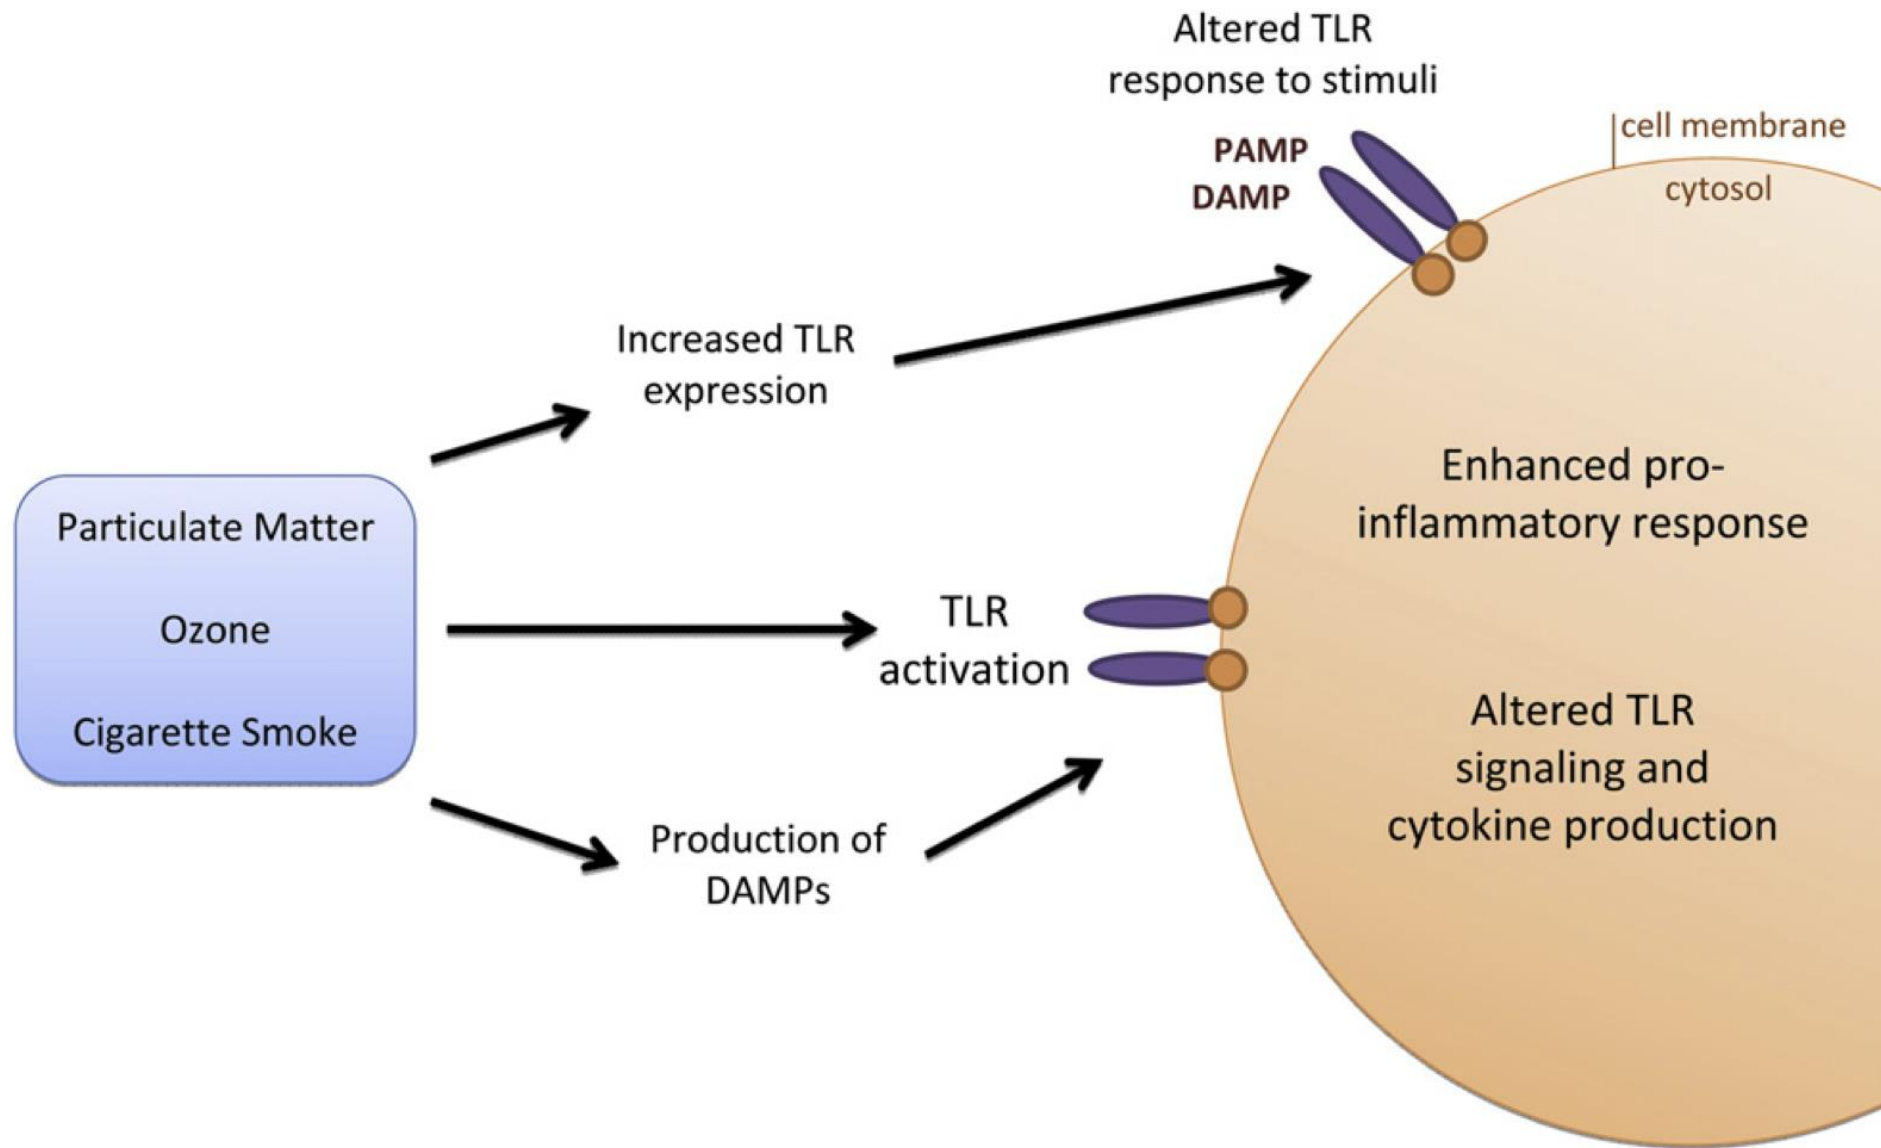 Altered TLR
response to stimuli
PAMP
DAMP
cell membrane
cytosol
Increased TLR
expression
Particulate Matter
Ozone
Cigarette Smoke
TLR
activation
Production of
DAMPs
Enhanced pro-
inflammatory response
Altered TLR
signaling and
cytokine production